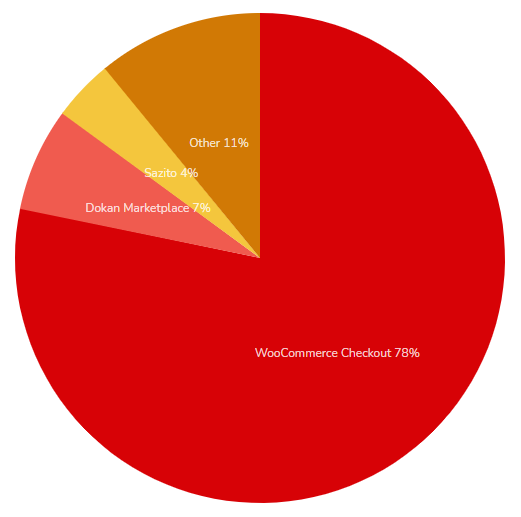 Other 11%
Sazito 4%
Dokan Marketplace 7%
WooCommerce Checkout 78%